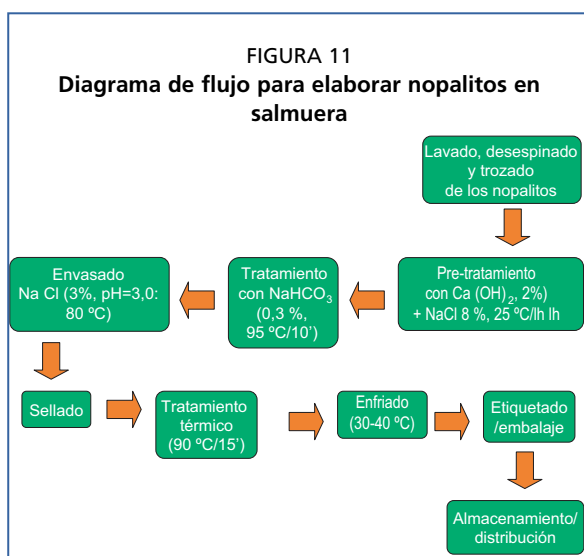 FIGURA 11
Diagrama de flujo para elaborar nopalitos en
salmuera
Lavado, desespinado
y trozado
de los nopalitos
Pre-tratamiento
con Ca (OH)₂, 2%)
+ NaCl 8 %, 25 ºC/lh lh
Tratamiento
con NaHCO₃
(0,3 %,
95 ºC/10’)
Envasado
Na Cl (3%, pH=3,0:
80 ºC)
Sellado
Tratamiento
térmico
(90 ºC/15’)
Enfriado
(30-40 ºC)
Etiquetado
/embalaje
Almacenamiento/
distribución